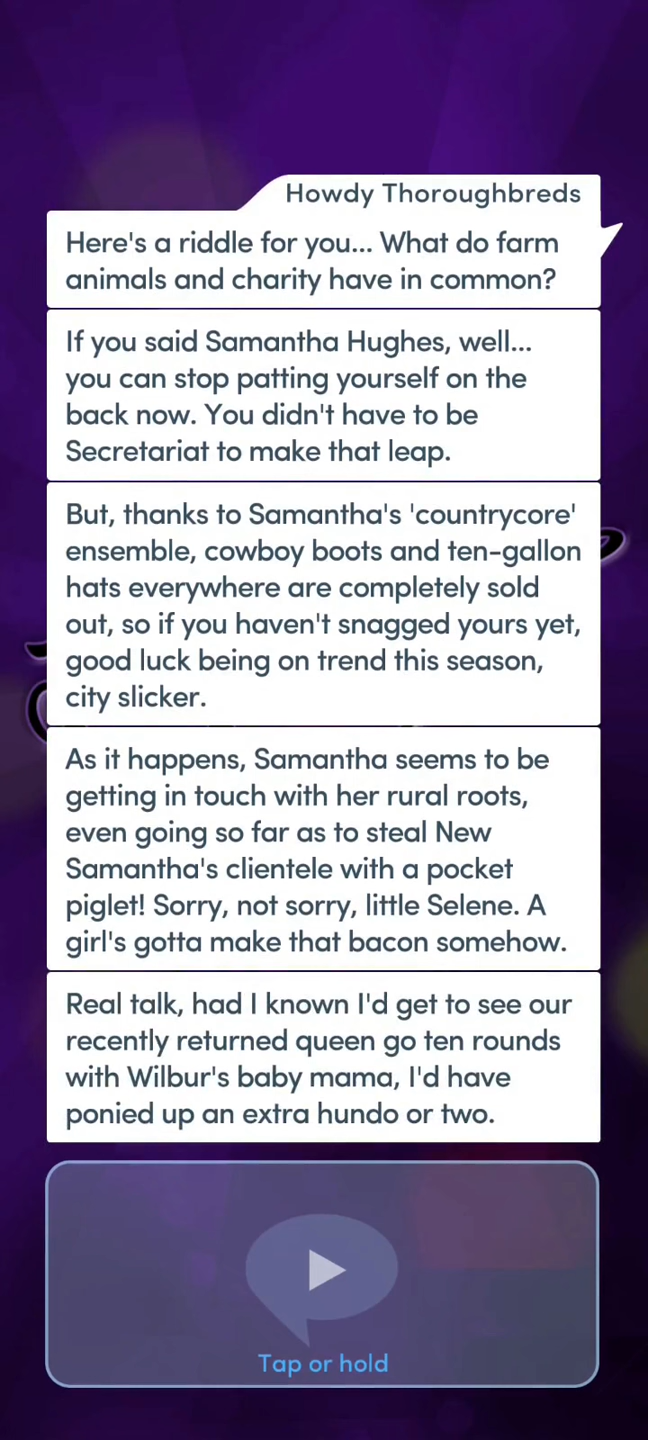 Howdy Thoroughbreds
Here's a riddle for you... What do farm
animals and charity have in common?
If you said Samantha Hughes, well...
you can stop patting yourself on the
back now. You didn't have to be
Secretariat to make that leap.
But, thanks to Samantha's 'countrycore'
ensemble, cowboy boots and ten-gallon
hats everywhere are completely sold
out, so if you haven't snagged yours yet,
good luck being on trend this season,
city slicker.
As it happens, Samantha seems to be
getting in touch with her rural roots,
even going so far as to steal New
Samantha's clientele with a pocket
piglet! Sorry, not sorry, little Selene. A
girl's gotta make that bacon somehow.
Real talk, had I known I'd get to see our
recently returned queen go ten rounds
with Wilbur's baby mama, I'd have
ponied up an extra hundo or two.
Tap or hold